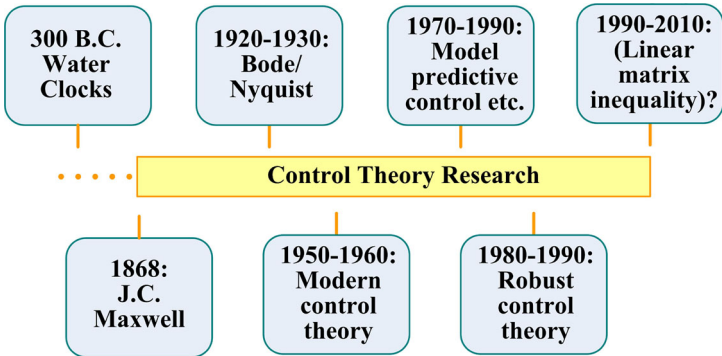 300 B.C.
Water
Clocks
1920-1930:
Bode/
Nyquist
1970-1990:
Model
predictive
control etc.
1990-2010:
(Linear
matrix
inequality)?
Control Theory Research
1868:
J.C.
Maxwell
1950-1960:
Modern
control
theory
1980-1990:
Robust
control
theory